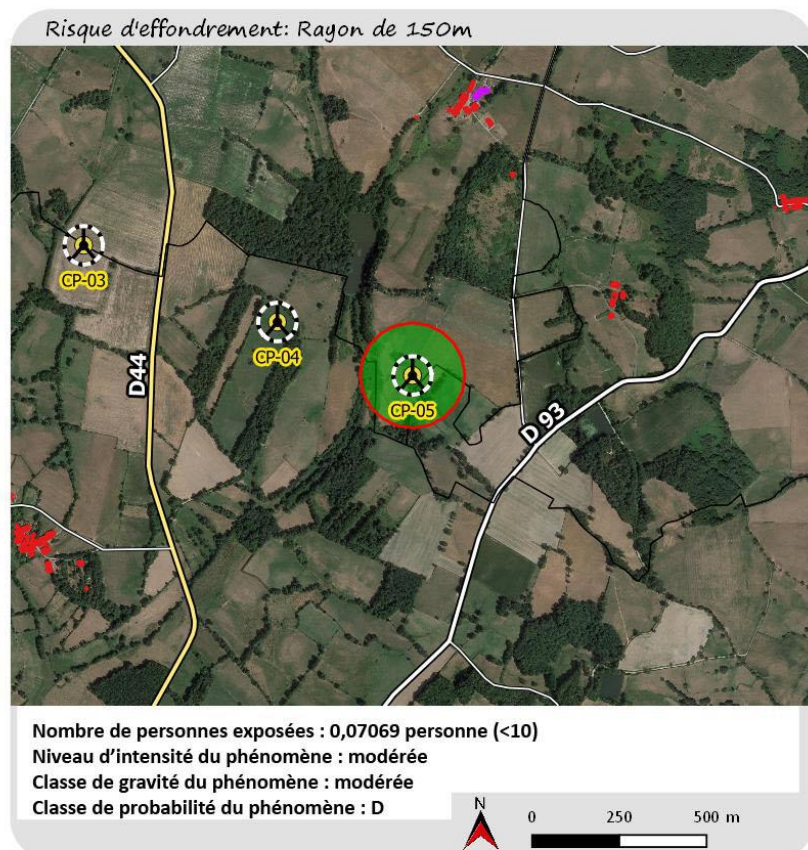 Risque d'effondrement: Rayon de 150m
CP-03
D44
CP-04
CP-05
D 93
Nombre de personnes exposées : 0,07069 personne (<10)
Niveau d’intensité du phénomène : modérée
Classe de gravité du phénomène : modérée
Classe de probabilité du phénomène : D
N
0 250 500 m